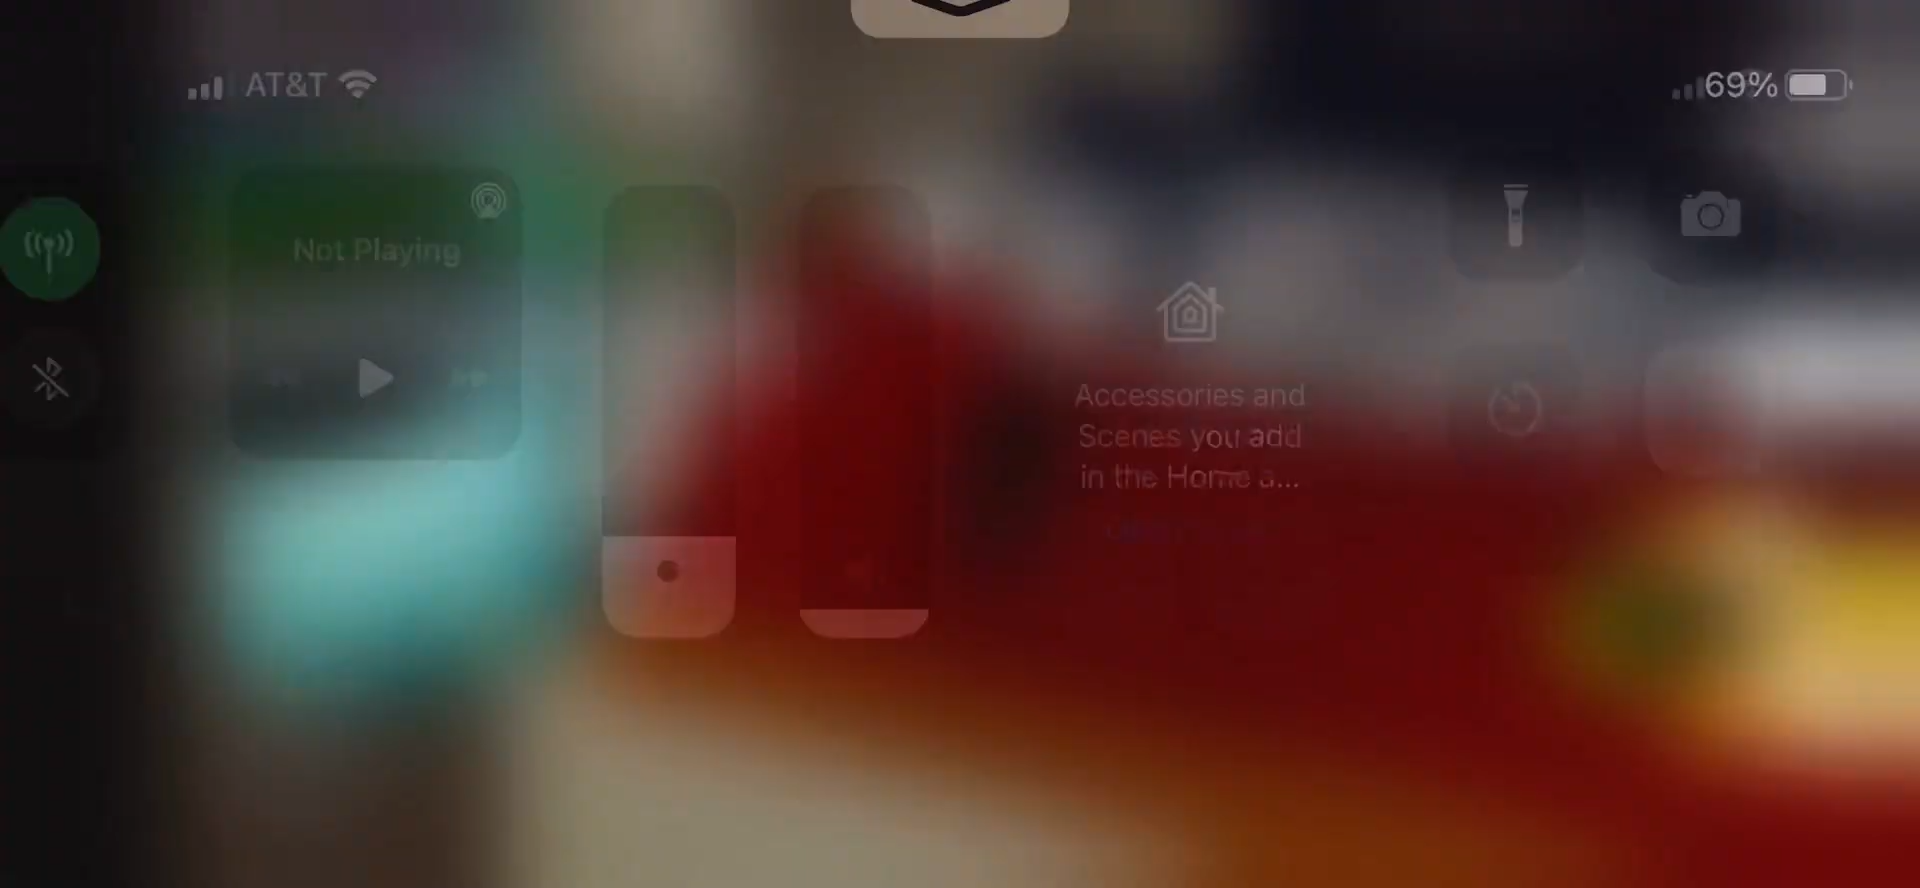 AT&T
69%
Not Playing
Accessories and
Scenes you add
in the Home a...